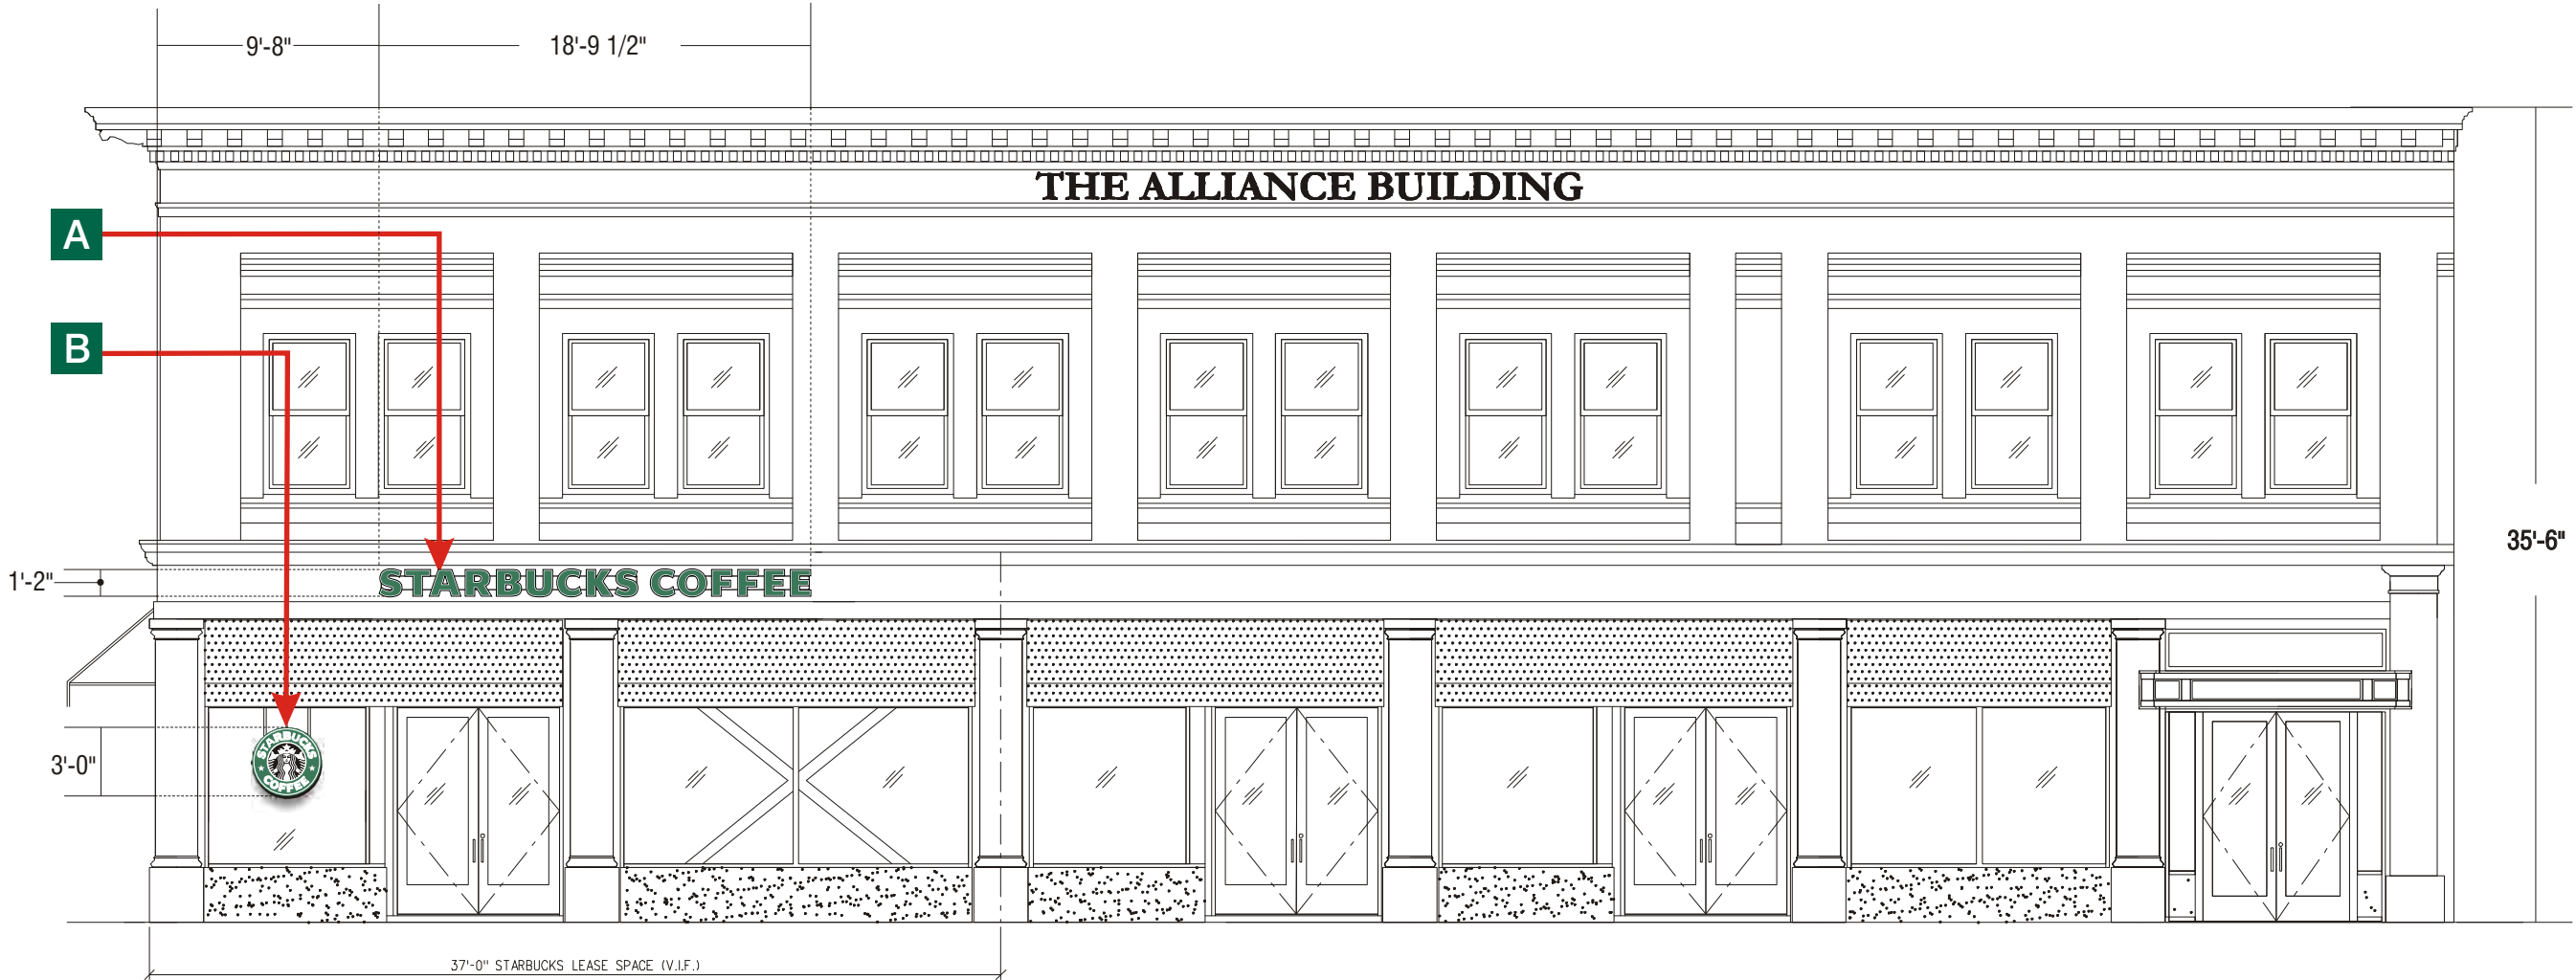 9'-8"
18'-9 1/2"
THE ALLIANCE BUILDING
A
B
35'-6"
1'-2"
STARBUCKS COFFEE
3'-0"
STARBUCKS
COFFEE
37'-0" STARBUCKS LEASE SPACE (V.I.F.)